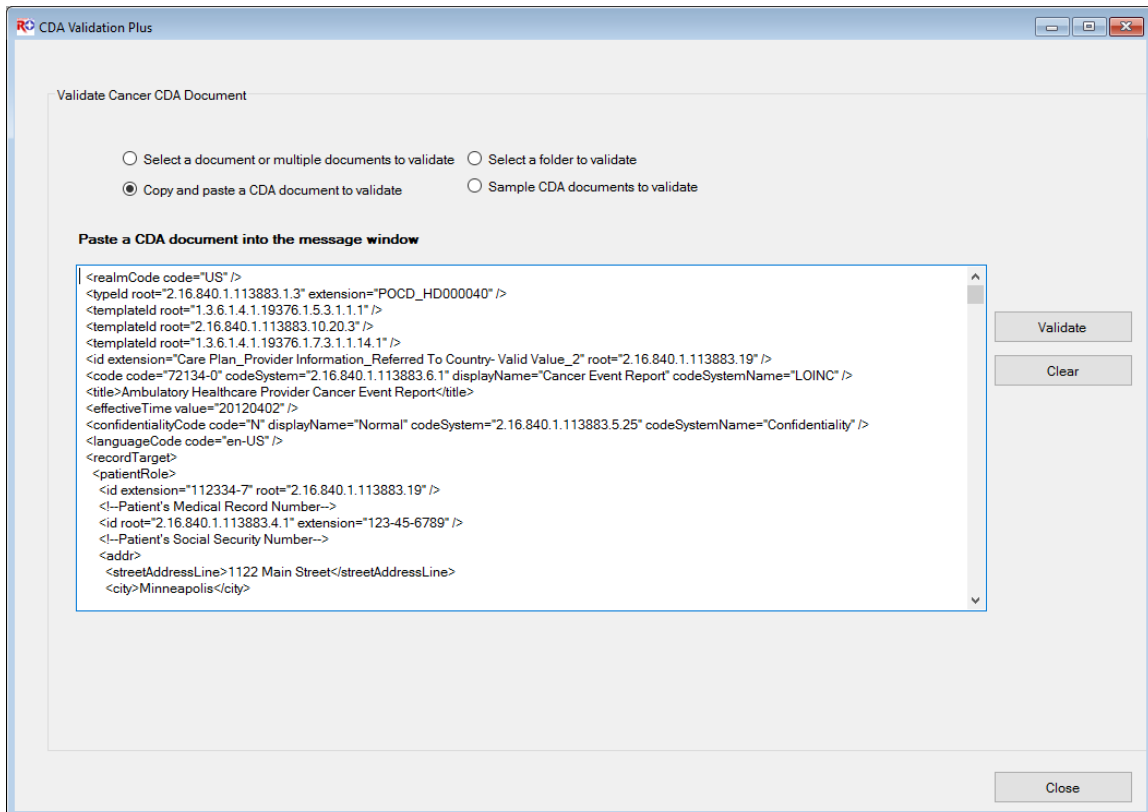 CDA Validation Plus
Validate Cancer CDA Document
Select a document or multiple documents to validate
Select a folder to validate
Copy and paste a CDA document to validate
Sample CDA documents to validate
Paste a CDA document into the message window
<realmCode code="US" />
<typeId root="2.16.840.1.113883.1.3" extension="POCD_HD000040" />
<templateId root="1.3.6.1.4.1.19376.1.5.3.1.1.1" />
<templateId root="2.16.840.1.113883.10.20.3" />
<templateId root="1.3.6.1.4.1.19376.1.7.3.1.1.14.1" />
<id extension="Care Plan_Provider Information_Referred To Country- Valid Value_2" root="2.16.840.1.113883.19" />
<code code="72134-0" codeSystem="2.16.840.1.113883.6.1" displayName="Cancer Event Report" codeSystemName="LOINC" />
<title>Ambulatory Healthcare Provider Cancer Event Report</title>
<effectiveTime value="20120402" />
<confidentialityCode code="N" displayName="Normal" codeSystem="2.16.840.1.113883.5.25" codeSystemName="Confidentiality" />
<languageCode code="en-US" />
<recordTarget>
<patientRole>
<id extension="112334-7" root="2.16.840.1.113883.19" />
<!--Patient's Medical Record Number-->
<id root="2.16.840.1.113883.4.1" extension="123-45-6789" />
<!--Patient's Social Security Number-->
<addr>
<streetAddressLine>1122 Main Street</streetAddressLine>
<city>Minneapolis</city>
Validate
Clear
Close